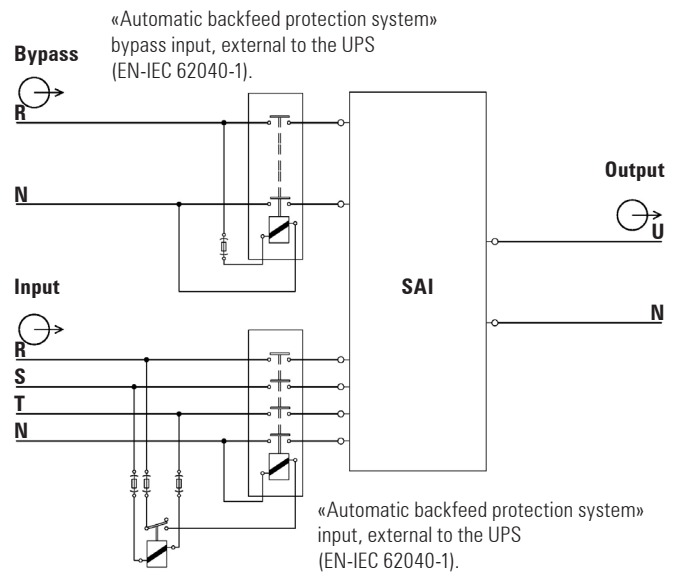 «Automatic backfeed protection system»
bypass input, external to the UPS
(EN-IEC 62040-1).
Bypass
R
N
Output
U
N
SAI
Input
R
S
T
N
«Automatic backfeed protection system»
input, external to the UPS
(EN-IEC 62040-1).